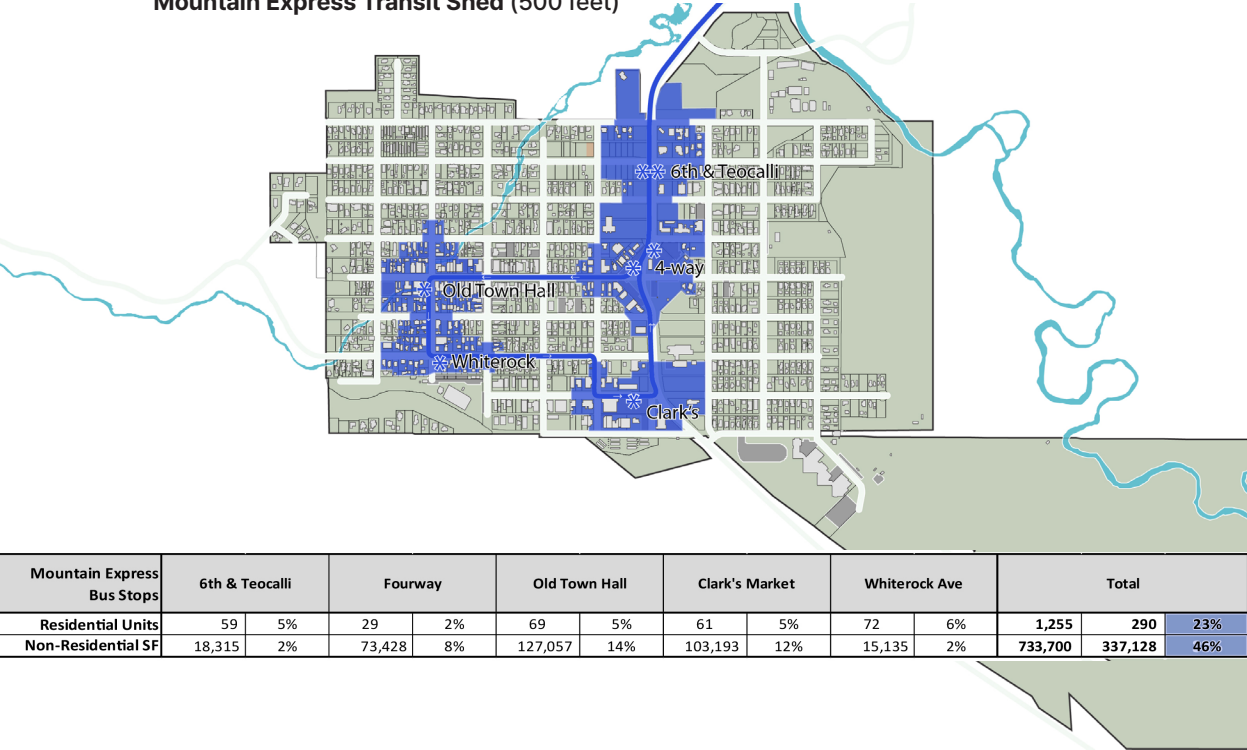 Mountain Express Transit Shed (500 feet)
6th & Teocalli
4-way
Old Town Hall
Whiterock
Clark's
Mountain Express Bus Stops 6th & Teocalli Fourway Old Town Hall Clark's Market Whiterock Ave Total
Residential Units 59 5% 29 2% 69 5% 61 5% 72 6% 1,255 290 23%
Non-Residential SF 18,315 2% 73,428 8% 127,057 14% 103,193 12% 15,135 2% 733,700 337,128 46%